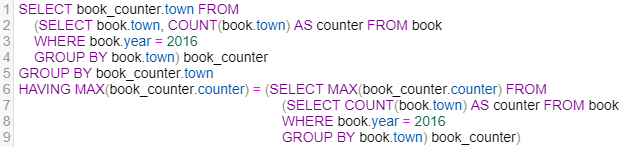 1 SELECT book_counter.town FROM
2 (SELECT book.town, COUNT(book.town) AS counter FROM book
3 WHERE book.year = 2016
4 GROUP BY book.town) book_counter
5 GROUP BY book_counter.town
6 HAVING MAX(book_counter.counter) = (SELECT MAX(book_counter.counter) FROM
7 (SELECT COUNT(book.town) AS counter FROM book
8 WHERE book.year = 2016
9 GROUP BY book.town) book_counter)